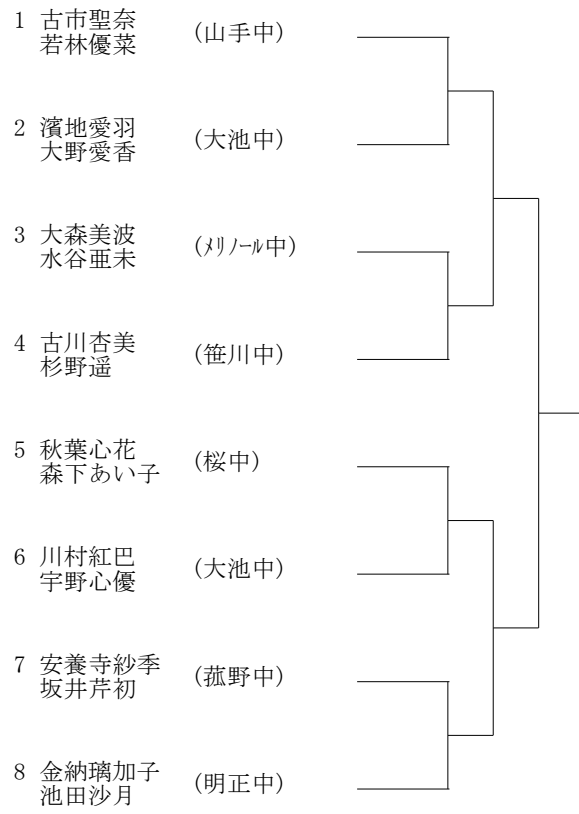 1 古市聖奈 (山手中)
若林優菜
2 濱地愛羽 (大池中)
大野愛香
3 大森美波 (ﾒﾘﾉｰﾙ中)
水谷亜未
4 古川杏美 (笹川中)
杉野遥
5 秋葉心花 (桜中)
森下あい子
6 川村紅巴 (大池中)
宇野心優
7 安養寺紗季 (菰野中)
坂井芹初
8 金納璃加子 (明正中)
池田沙月